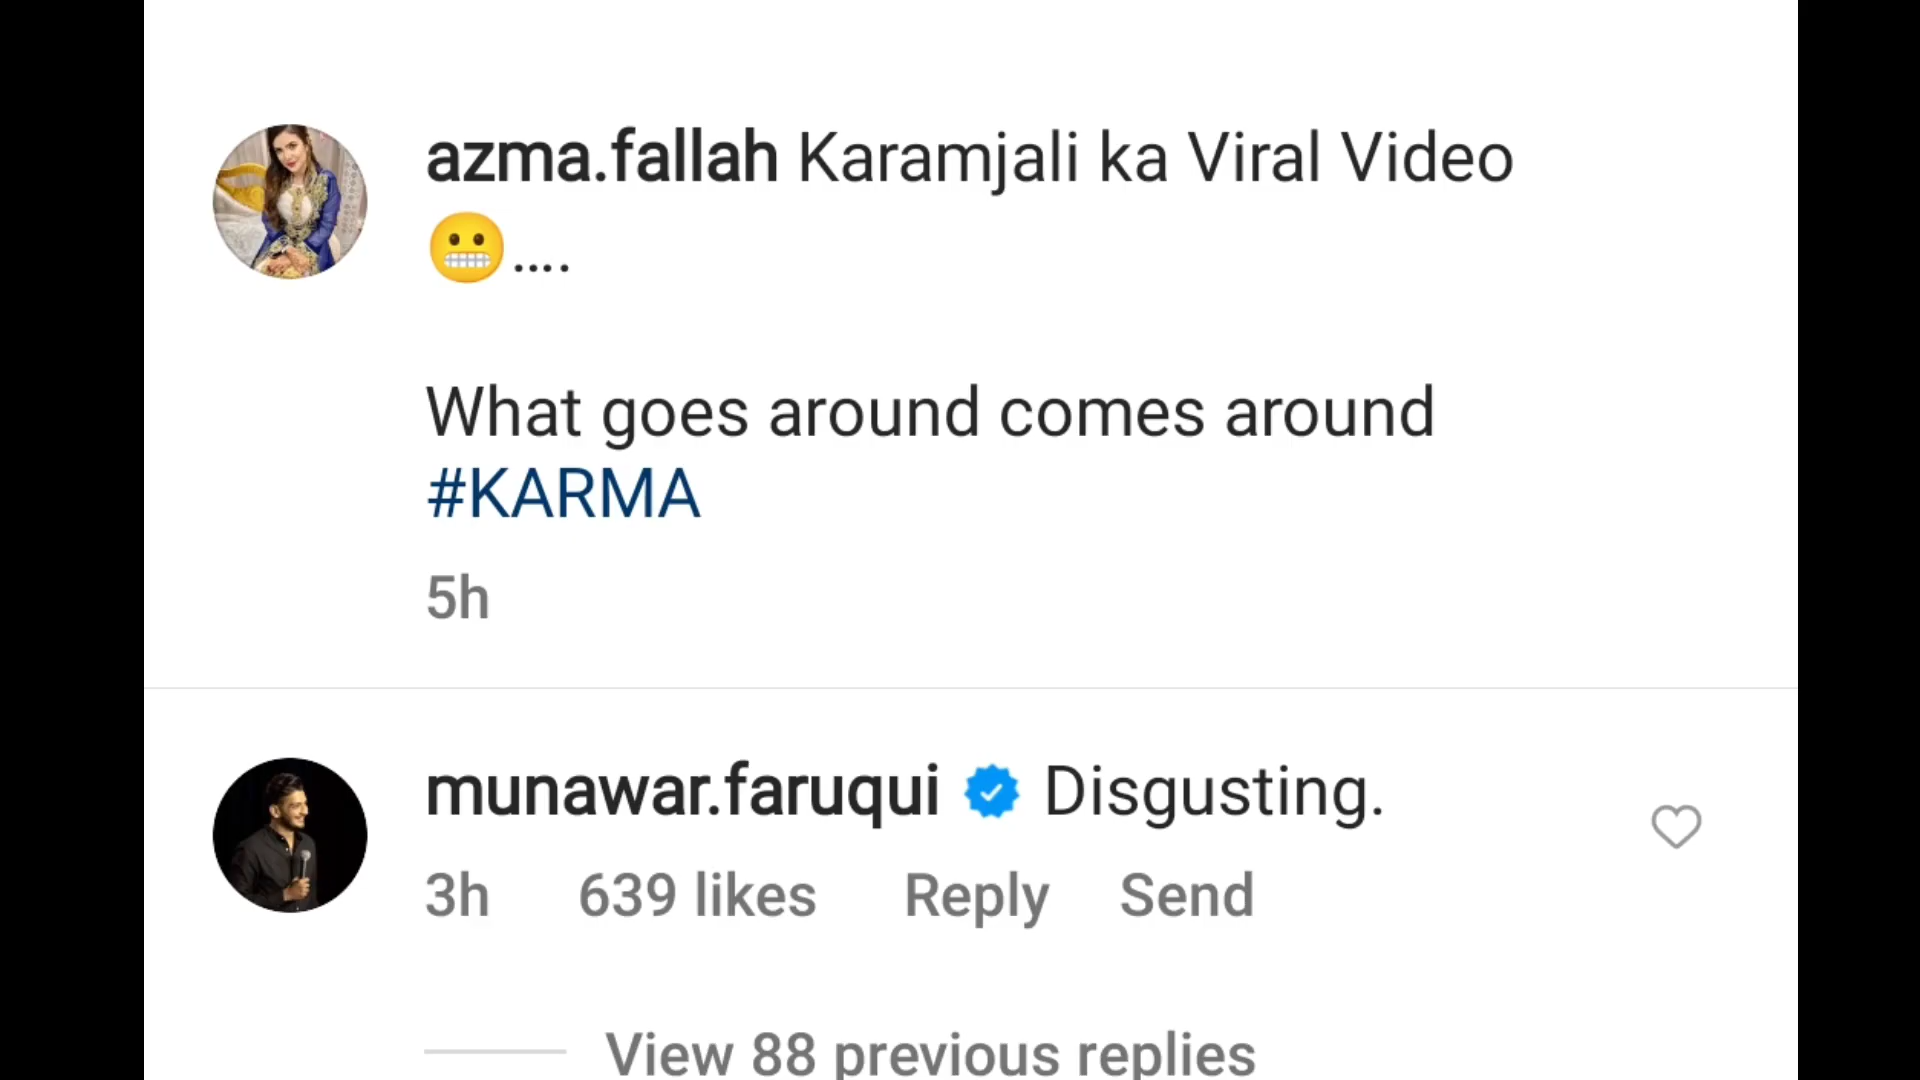 azma.fallah Karamjali ka Viral Video
😬....
What goes around comes around
#KARMA
5h
munawar.faruqui Disgusting.
3h 639 likes Reply Send
View 88 previous replies